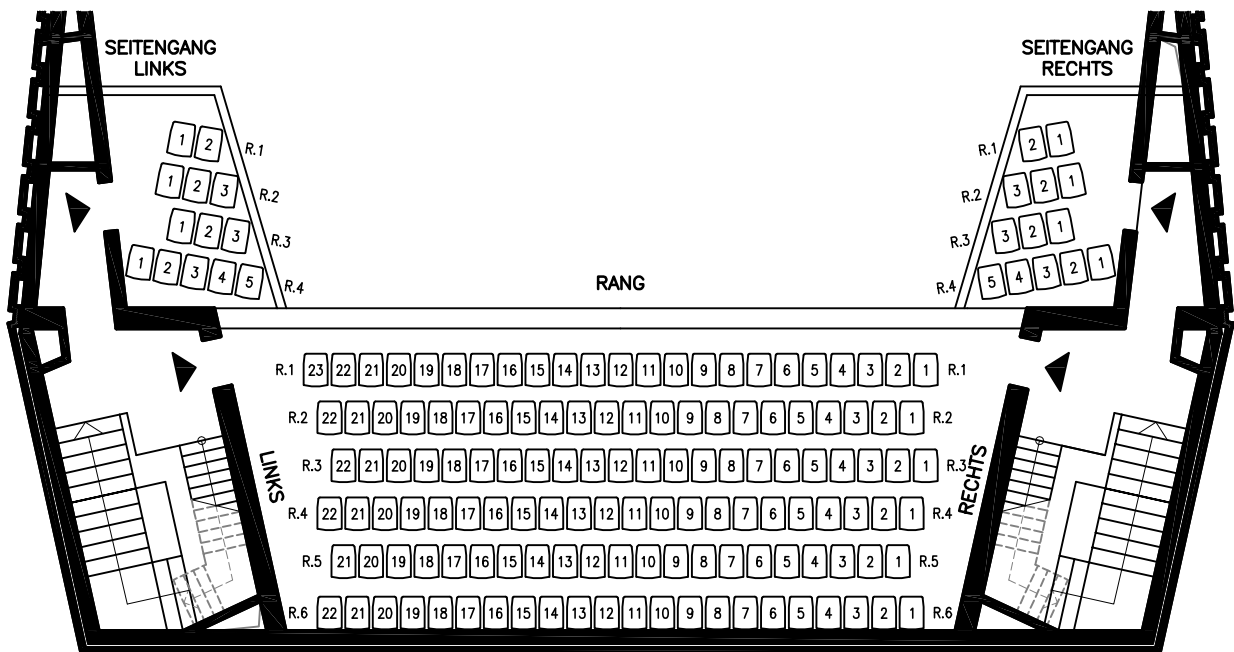 SEITENGANG
LINKS
SEITENGANG
RECHTS
1 2 R.1
R.1 2 1
1 2 3 R.2
R.2 3 2 1
1 2 3 R.3
R.3 3 2 1
1 2 3 4 5 R.4
R.4 5 4 3 2 1
RANG
R.1 23 22 21 20 19 18 17 16 15 14 13 12 11 10 9 8 7 6 5 4 3 2 1 R.1
R.2 22 21 20 19 18 17 16 15 14 13 12 11 10 9 8 7 6 5 4 3 2 1 R.2
LINKS
R.3 22 21 20 19 18 17 16 15 14 13 12 11 10 9 8 7 6 5 4 3 2 1 R.3
RECHTS
R.4 22 21 20 19 18 17 16 15 14 13 12 11 10 9 8 7 6 5 4 3 2 1 R.4
R.5 21 20 19 18 17 16 15 14 13 12 11 10 9 8 7 6 5 4 3 2 1 R.5
R.6 22 21 20 19 18 17 16 15 14 13 12 11 10 9 8 7 6 5 4 3 2 1 R.6